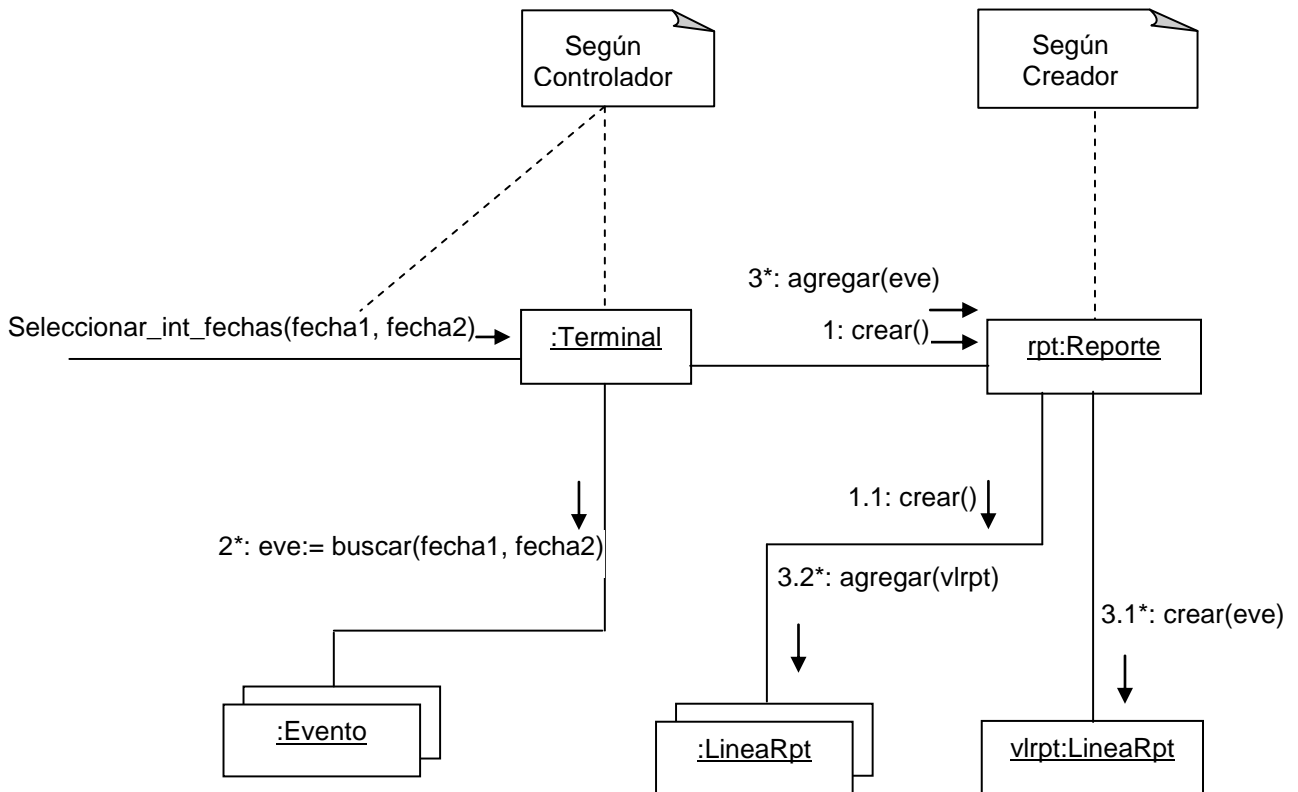 Según
Controlador
Según
Creador
3*: agregar(eve)
Seleccionar_int_fechas(fecha1, fecha2)
:Terminal
1: crear()
rpt:Reporte
1.1: crear()
2*: eve:= buscar(fecha1, fecha2)
3.2*: agregar(vlrpt)
3.1*: crear(eve)
:Evento
:LineaRpt
vlrpt:LineaRpt